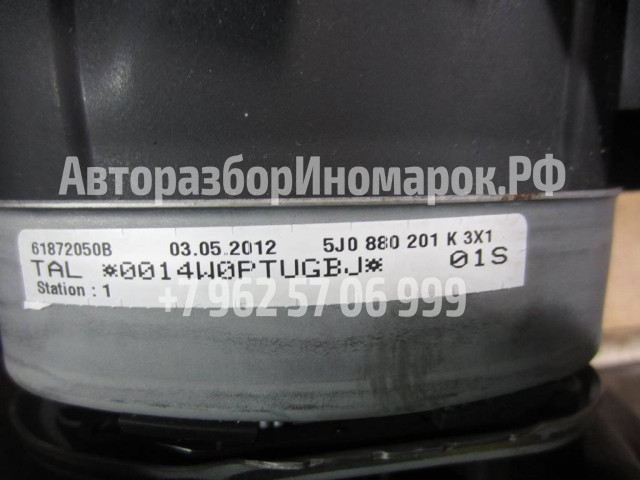 АвторазборИномарок.РФ
61872050B 03.05.2012 5J0 880 201 K 3X1
TAL *0014W0PTUGBJ* 01S
Station : 1
+7 962 57 06 999